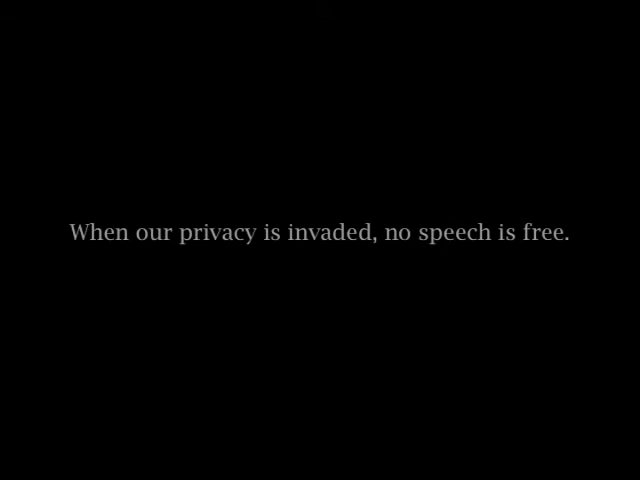 When our privacy is invaded, no speech is free.